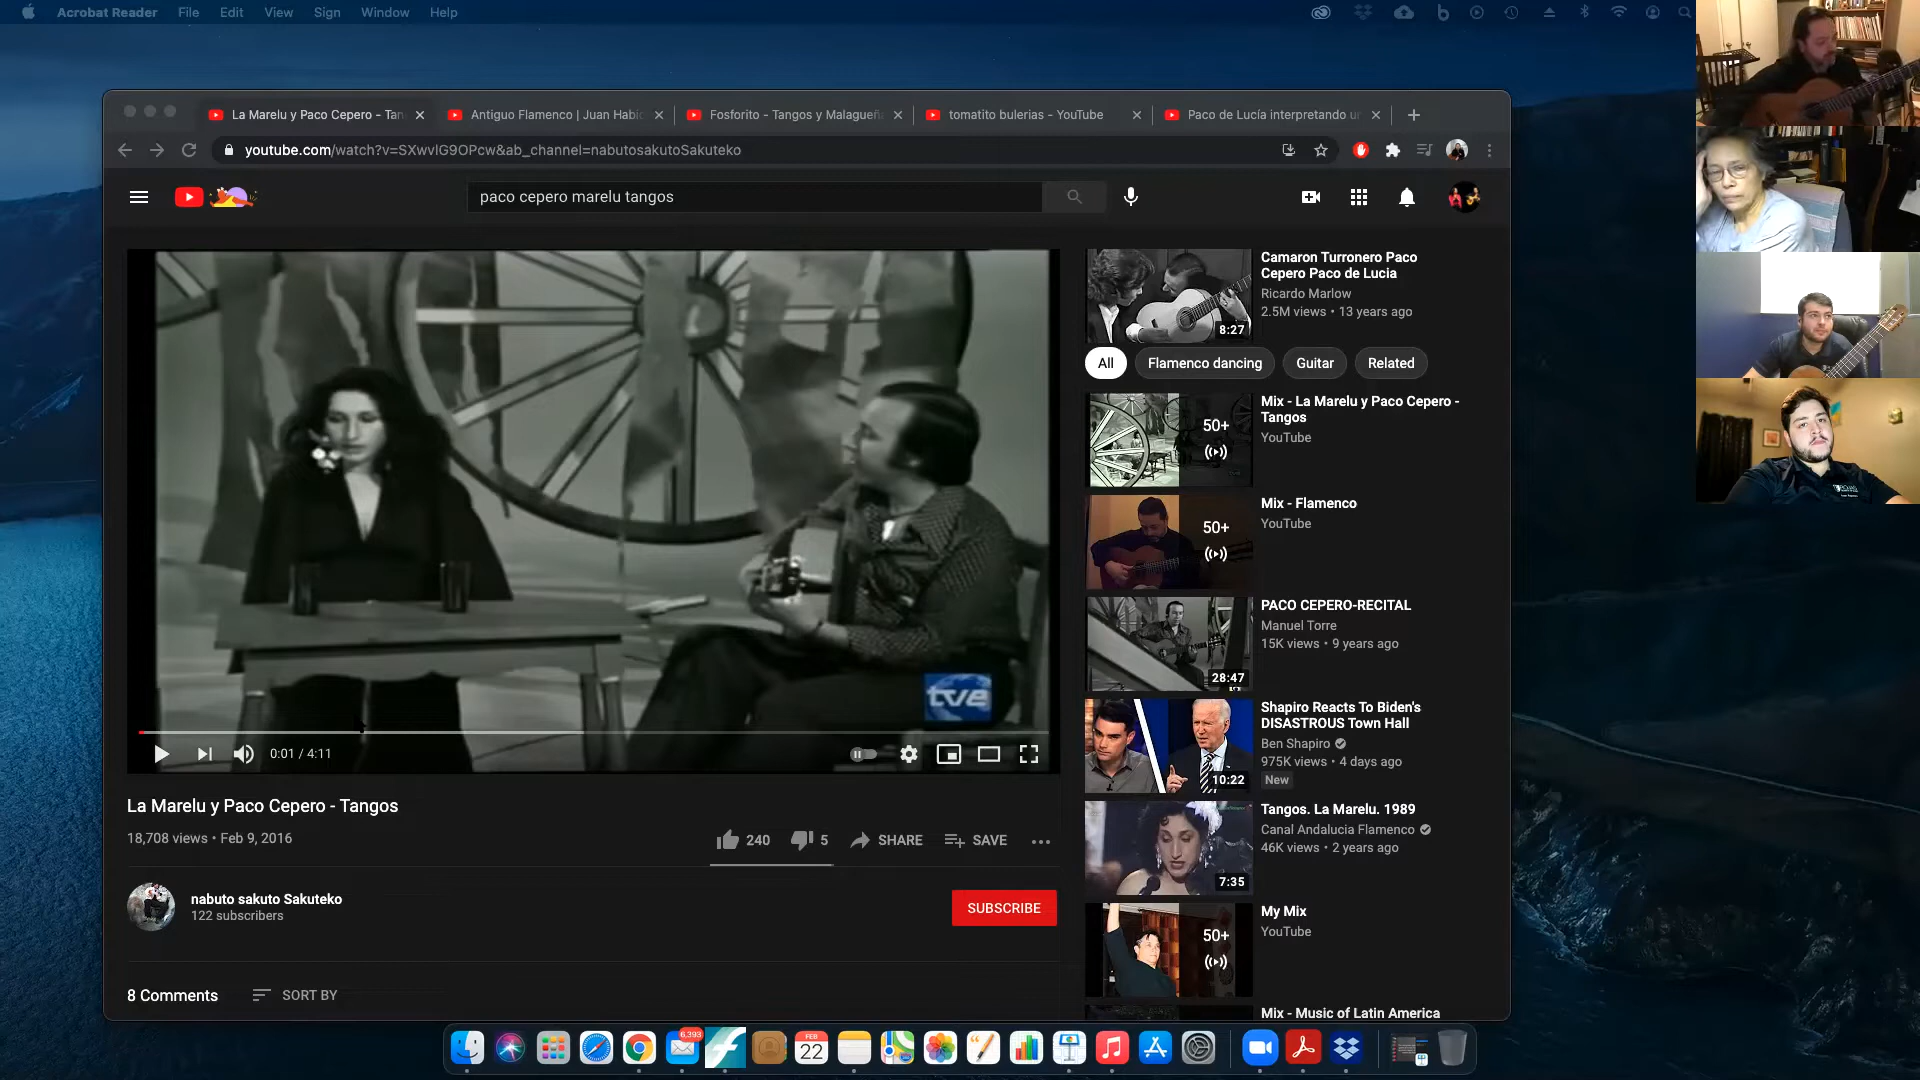 Acrobat Reader File Edit View Sign Window Help
La Marelu y Paco Cepero - Tan
Antiguo Flamenco | Juan Habic
Fosforito - Tangos y Malagueñ
tomatito bulerias - YouTube
Paco de Lucía interpretando un
youtube.com/watch?v=SXwvlG9OPcw&ab_channel=nabutosakutoSakuteko
paco cepero marelu tangos
tve
0:01 / 4:11
La Marelu y Paco Cepero - Tangos
18,708 views • Feb 9, 2016
240
5
SHARE
SAVE
nabuto sakuto Sakuteko
122 subscribers
SUBSCRIBE
8 Comments
SORT BY
Camaron Turronero Paco
Cepero Paco de Lucia
Ricardo Marlow
2.5M views • 13 years ago
8:27
All
Flamenco dancing
Guitar
Related
Mix - La Marelu y Paco Cepero -
Tangos
YouTube
50+
Mix - Flamenco
YouTube
50+
PACO CEPERO-RECITAL
Manuel Torre
15K views • 9 years ago
28:47
Shapiro Reacts To Biden's
DISASTROUS Town Hall
Ben Shapiro
975K views • 4 days ago
New
10:22
Tangos. La Marelu. 1989
Canal Andalucia Flamenco
46K views • 2 years ago
7:35
My Mix
YouTube
50+
Mix - Music of Latin America
6,393
FEB
22